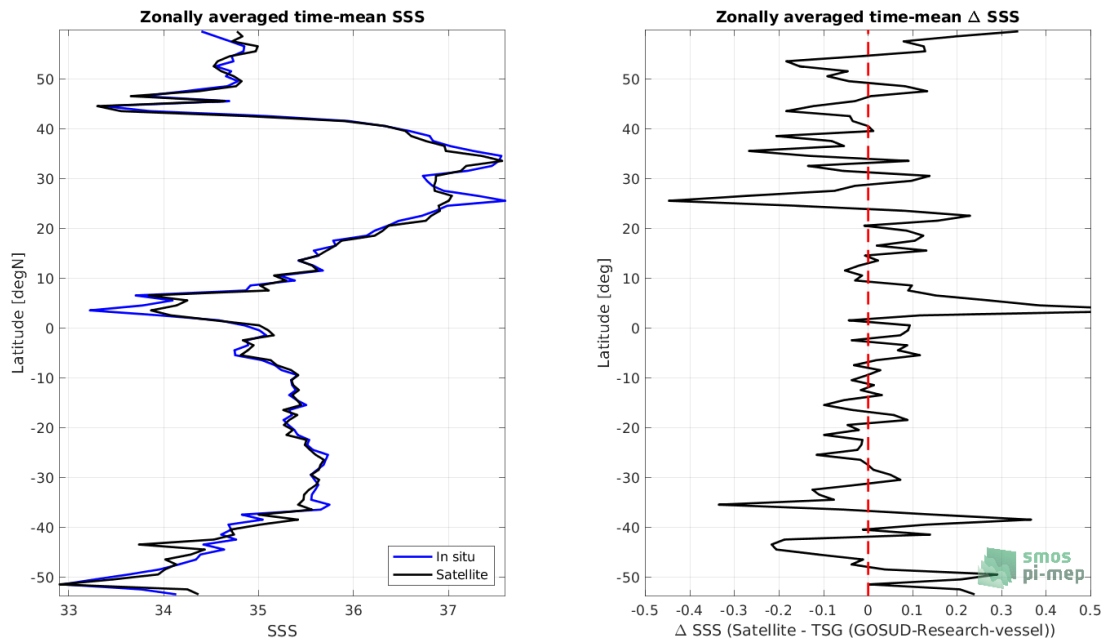 Zonally averaged time-mean SSS
50
40
30
20
10
0
-10
-20
-30
-40
-50
Latitude [degN]
33 34 35 36 37
SSS
In situ
Satellite
Zonally averaged time-mean Δ SSS
50
40
30
20
10
0
-10
-20
-30
-40
-50
Latitude [deg]
-0.5 -0.4 -0.3 -0.2 -0.1 0 0.1 0.2 0.3 0.4 0.5
Δ SSS (Satellite - TSG (GOSUD-Research-vessel))
smos
pi-mep